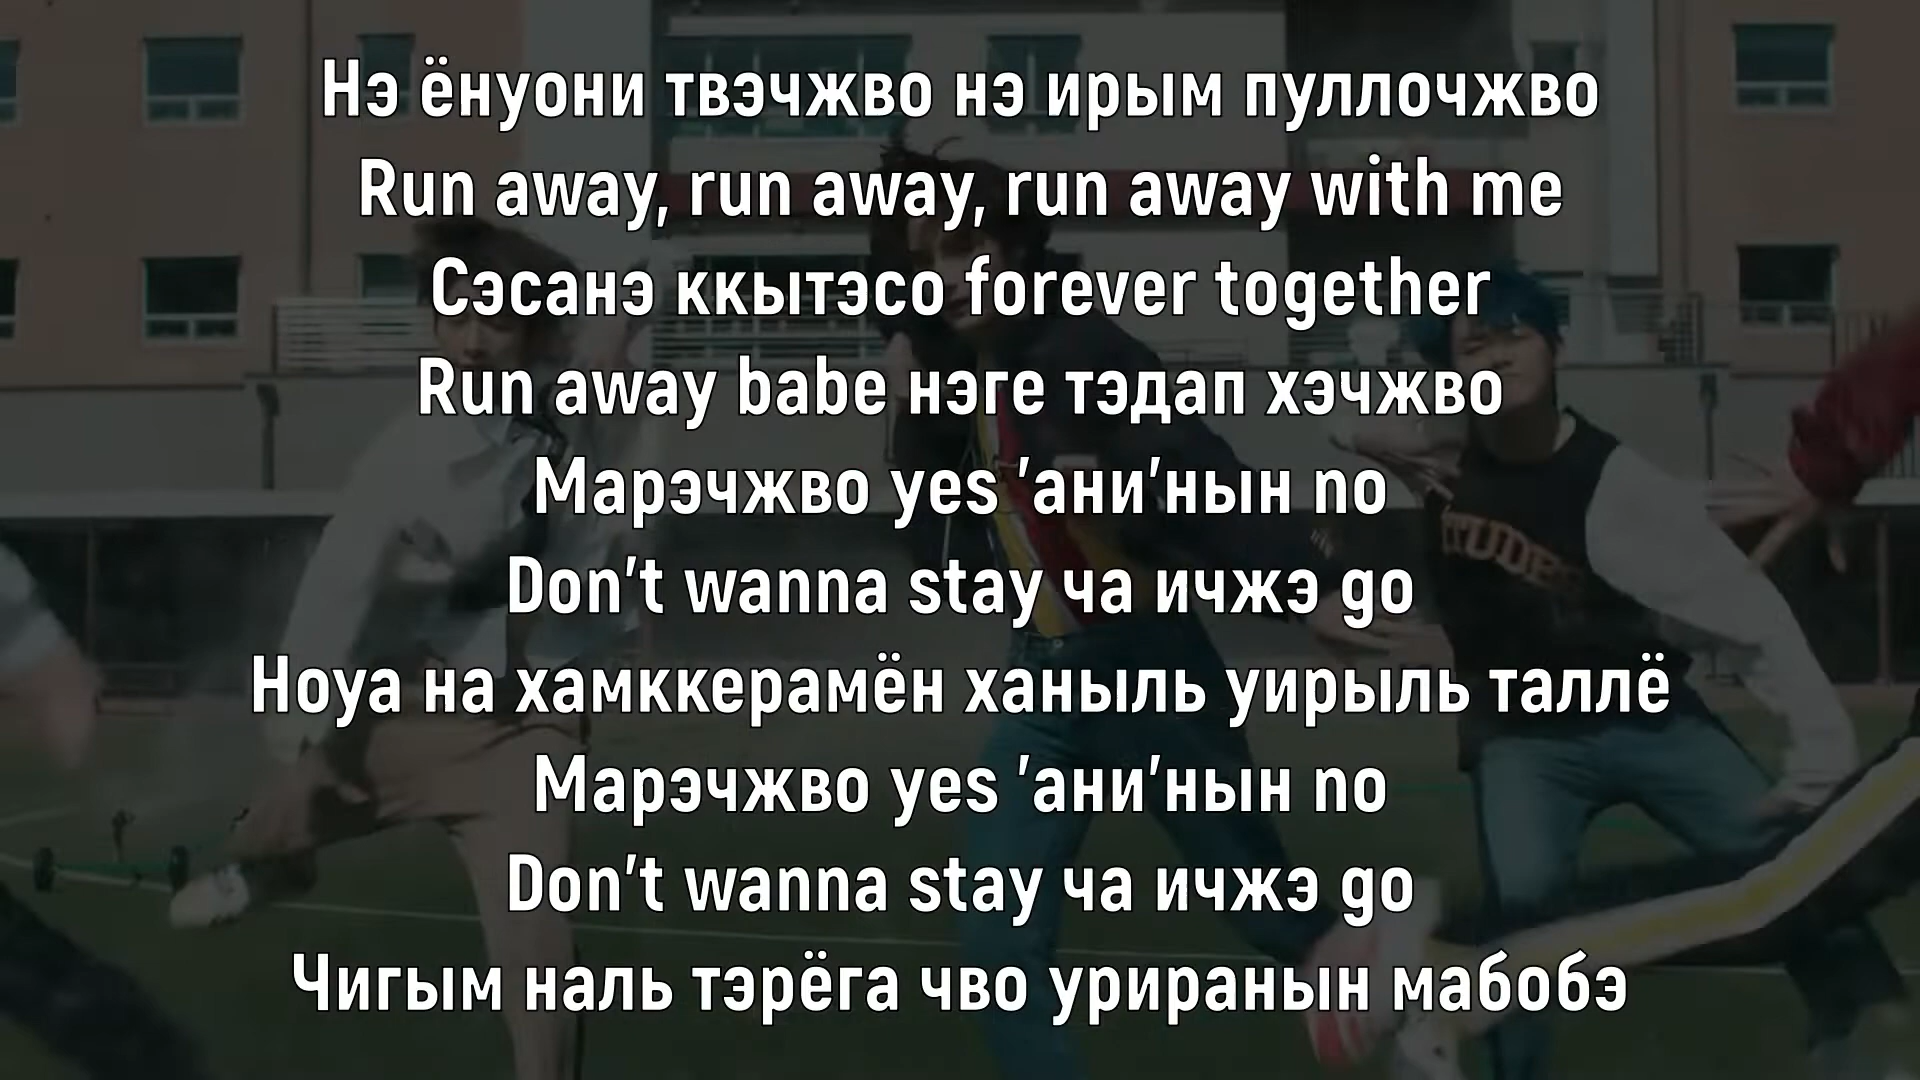 Нэ ёнуони твэчжво нэ ирым пуллочжво
Run away, run away, run away with me
Сэсанэ ккытэсо forever together
Run away babe нэге тэдап хэчжво
Марэчжво yes 'ани'нын no
Don't wanna stay ча ичжэ go
Ноуа на хамккерамён ханыль уирыль таллё
Марэчжво yes 'ани'нын no
Don't wanna stay ча ичжэ go
Чигым наль тэрёга чво уриранын мабобэ